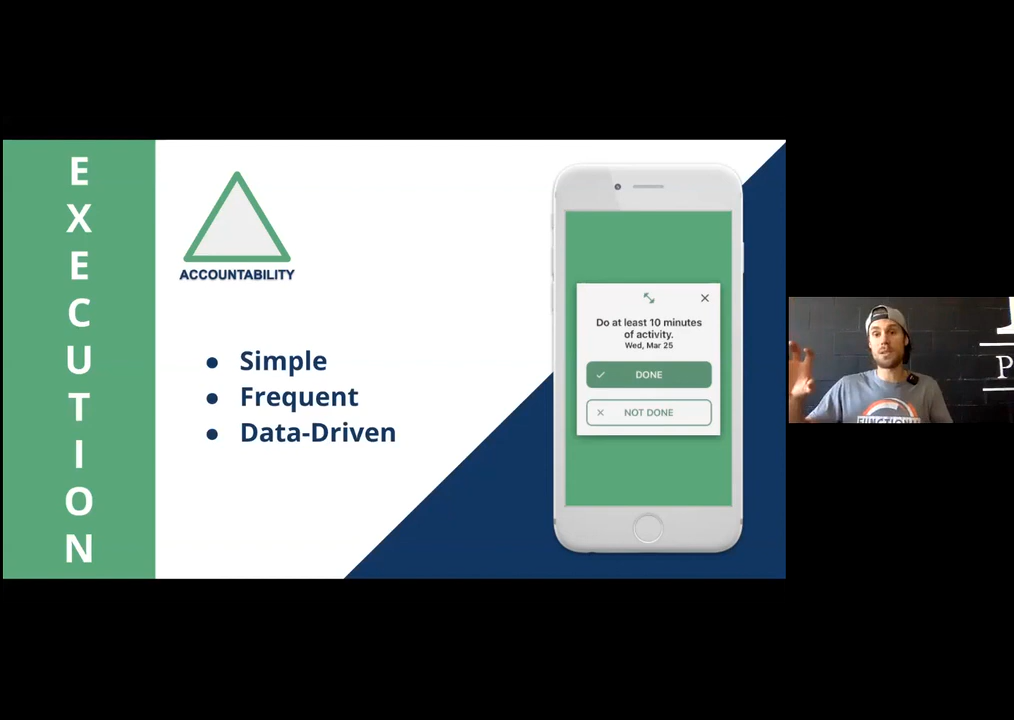 EXECUTION
ACCOUNTABILITY
● Simple
● Frequent
● Data-Driven
Do at least 10 minutes
of activity.
Wed, Mar 25
DONE
NOT DONE
FUNCTIONAL
P